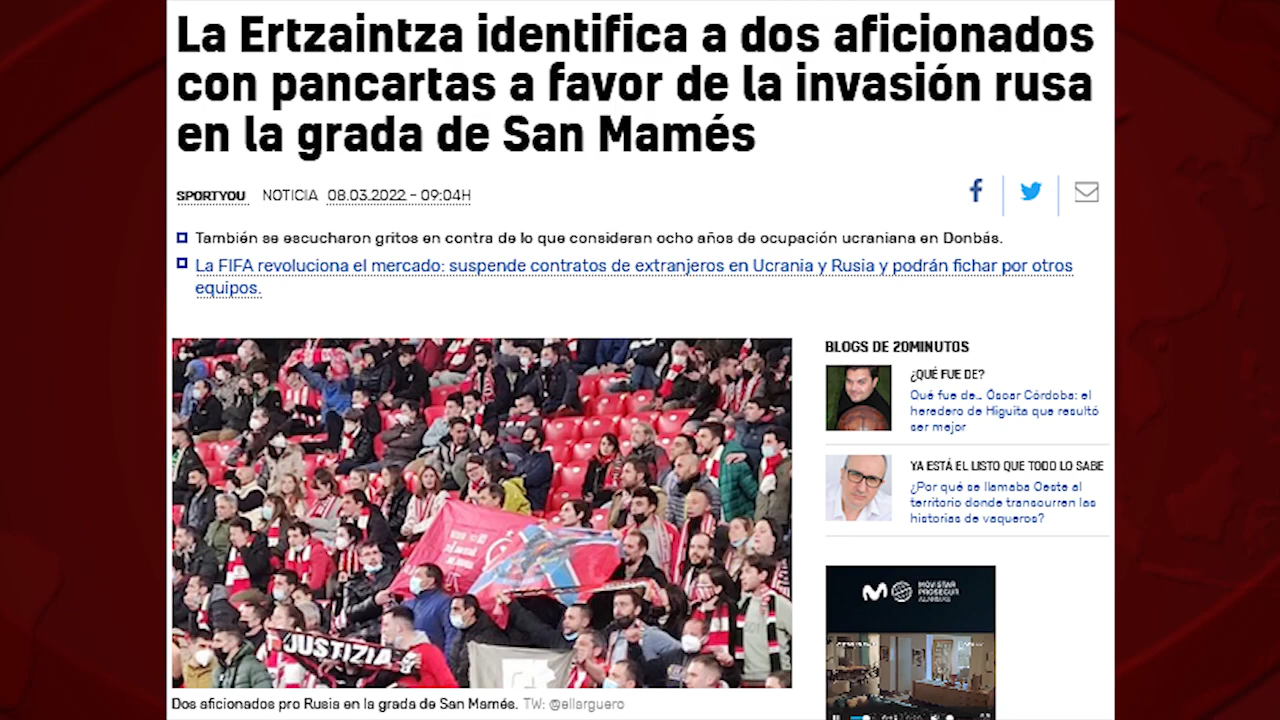 La Ertzaintza identifica a dos aficionados
con pancartas a favor de la invasión rusa
en la grada de San Mamés
SPORTYOU NOTICIA 08.03.2022 - 09:04H
También se escucharon gritos en contra de lo que consideran ocho años de ocupación ucraniana en Donbás.
La FIFA revoluciona el mercado: suspende contratos de extranjeros en Ucrania y Rusia y podrán fichar por otros
equipos.
JUSTIZIA
Dos aficionados pro Rusia en la grada de San Mamés. TW: @ellarguero
BLOGS DE 20MINUTOS
¿QUÉ FUE DE?
Qué fue de... Óscar Córdoba: el
heredero de Higuita que resultó
ser mejor
YA ESTÁ EL LISTO QUE TODO LO SABE
¿Por qué se llamaba Oeste al
territorio donde transcurren las
historias de vaqueros?
MOVISTAR
PROSEGUR
ALARMAS